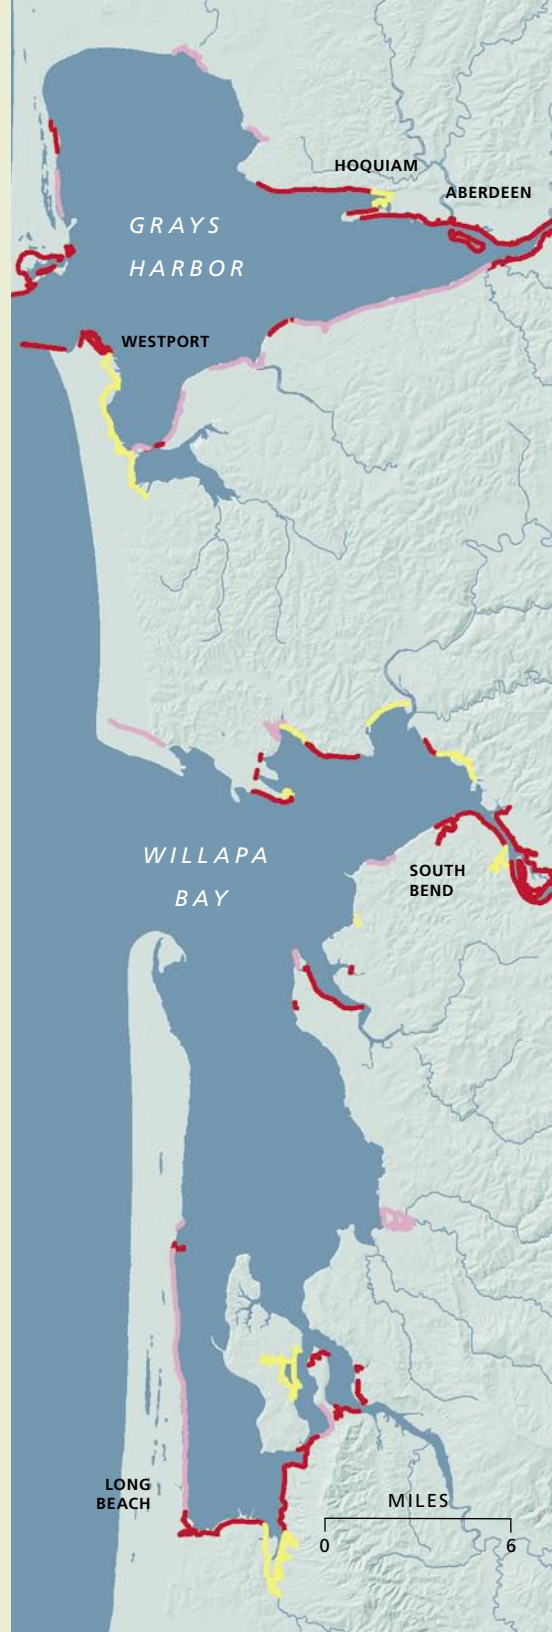 HOQUIAM
ABERDEEN
GRAYS
HARBOR
WESTPORT
WILLAPA
BAY
SOUTH
BEND
LONG
BEACH
MILES
0 6